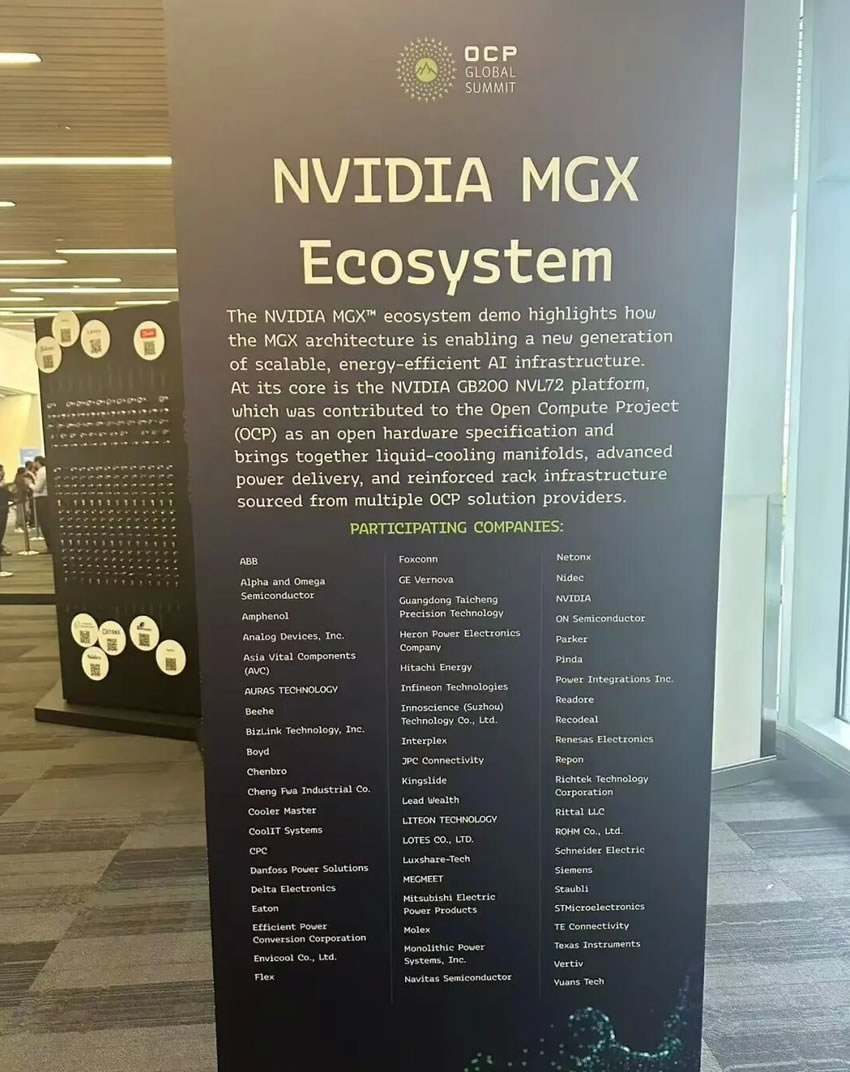 OCP
GLOBAL
SUMMIT
NVIDIA MGX
Ecosystem
The NVIDIA MGX™ ecosystem demo highlights how
the MGX architecture is enabling a new generation
of scalable, energy-efficient AI infrastructure.
At its core is the NVIDIA GB200 NVL72 platform,
which was contributed to the Open Compute Project
(OCP) as an open hardware specification and
brings together liquid-cooling manifolds, advanced
power delivery, and reinforced rack infrastructure
sourced from multiple OCP solution providers.
PARTICIPATING COMPANIES:
ABB
Alpha and Omega
Semiconductor
Amphenol
Analog Devices, Inc.
Asia Vital Components
(AVC)
AURAS TECHNOLOGY
Beehe
BizLink Technology, Inc.
Boyd
Chenbro
Cheng Fwa Industrial Co.
Cooler Master
CoolIT Systems
CPC
Danfoss Power Solutions
Delta Electronics
Eaton
Efficient Power
Conversion Corporation
Envicool Co., Ltd.
Flex
Foxconn
GE Vernova
Guangdong Taicheng
Precision Technology
Heron Power Electronics
Company
Hitachi Energy
Infineon Technologies
Innoscience (Suzhou)
Technology Co., Ltd.
Interplex
JPC Connectivity
Kingslide
Lead Wealth
LITEON TECHNOLOGY
LOTES CO., LTD.
Luxshare-Tech
MEGMEET
Mitsubishi Electric
Power Products
Molex
Monolithic Power
Systems, Inc.
Navitas Semiconductor
Netonx
Nidec
NVIDIA
ON Semiconductor
Parker
Pinda
Power Integrations Inc.
Readore
Recodeal
Renesas Electronics
Repon
Richtek Technology
Corporation
Rittal LLC
ROHM Co., Ltd.
Schneider Electric
Siemens
Staubli
STMicroelectronics
TE Connectivity
Texas Instruments
Vertiv
Yuans Tech